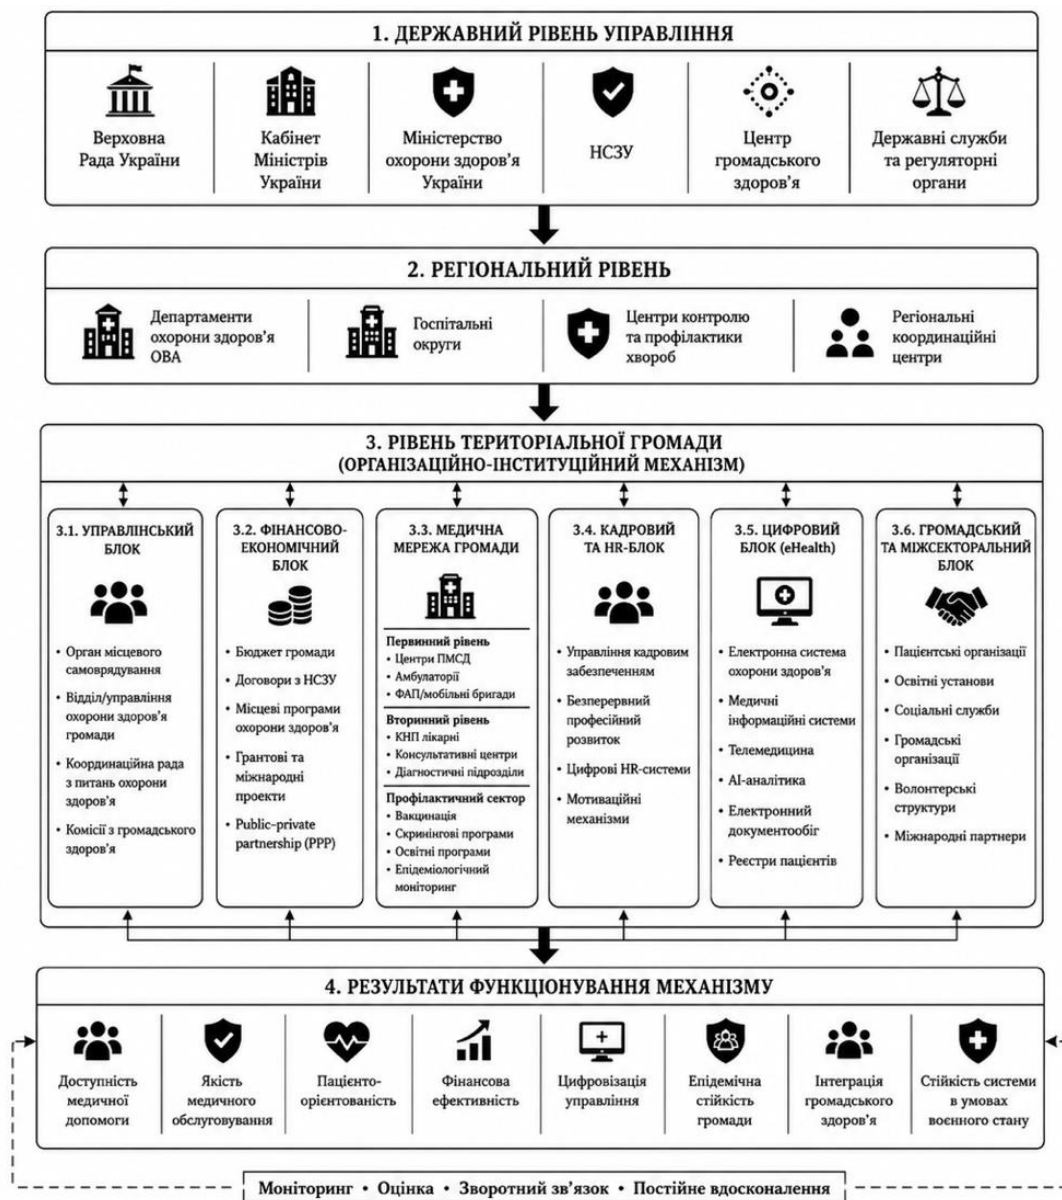 1. ДЕРЖАВНИЙ РІВЕНЬ УПРАВЛІННЯ
Верховна
Рада України
Кабінет
Міністрів
України
Міністерство
охорони здоров'я
України
НСЗУ
Центр
громадського
здоров'я
Державні служби
та регуляторні
органи
2. РЕГІОНАЛЬНИЙ РІВЕНЬ
Департаменти
охорони здоров'я
ОВА
Госпітальні
округи
Центри контролю
та профілактики
хвороб
Регіональні
координаційні
центри
3. РІВЕНЬ ТЕРИТОРІАЛЬНОЇ ГРОМАДИ
(ОРГАНІЗАЦІЙНО-ІНСТИТУЦІЙНИЙ МЕХАНІЗМ)
3.1. УПРАВЛІНСЬКИЙ
БЛОК
• Орган місцевого
самоврядування
• Відділ/управління
охорони здоров'я
громади
• Координаційна рада
з питань охорони
здоров'я
• Комісії з громадського
здоров'я
3.2. ФІНАНСОВО-
ЕКОНОМІЧНИЙ
БЛОК
• Бюджет громади
• Договори з НСЗУ
• Місцеві програми
охорони здоров'я
• Грантові та
міжнародні
проекти
• Public–private
partnership (PPP)
3.3. МЕДИЧНА
МЕРЕЖА ГРОМАДИ
Первинний рівень
• Центри ПМСД
• Амбулаторії
• ФАП/мобільні бригади
Вторинний рівень
• КНП лікарні
• Консультативні центри
• Діагностичні підрозділи
Профілактичний сектор
• Вакцинація
• Скринінгові програми
• Освітні програми
• Епідеміологічний
моніторинг
3.4. КАДРОВИЙ
ТА HR-БЛОК
• Управління кадровим
забезпеченням
• Безперервний
професійний
розвиток
• Цифрові HR-системи
• Мотиваційні
механізми
3.5. ЦИФРОВИЙ
БЛОК (eHealth)
• Електронна система
охорони здоров'я
• Медичні
інформаційні системи
• Телемедицина
• AI-аналітика
• Електронний
документообіг
• Реєстри пацієнтів
3.6. ГРОМАДСЬКИЙ
ТА МІЖСЕКТОРАЛЬНИЙ
БЛОК
• Пацієнтські організації
• Освітні установи
• Соціальні служби
• Громадські
організації
• Волонтерські
структури
• Міжнародні партнери
4. РЕЗУЛЬТАТИ ФУНКЦІОНУВАННЯ МЕХАНІЗМУ
Доступність
медичної
допомоги
Якість
медичного
обслуговування
Пацієнто-
орієнтованість
Фінансова
ефективність
Цифровізація
управління
Епідемічна
стійкість
громади
Інтеграція
громадського
здоров'я
Стійкість системи
в умовах
воєнного стану
Моніторинг • Оцінка • Зворотний зв'язок • Постійне вдосконалення